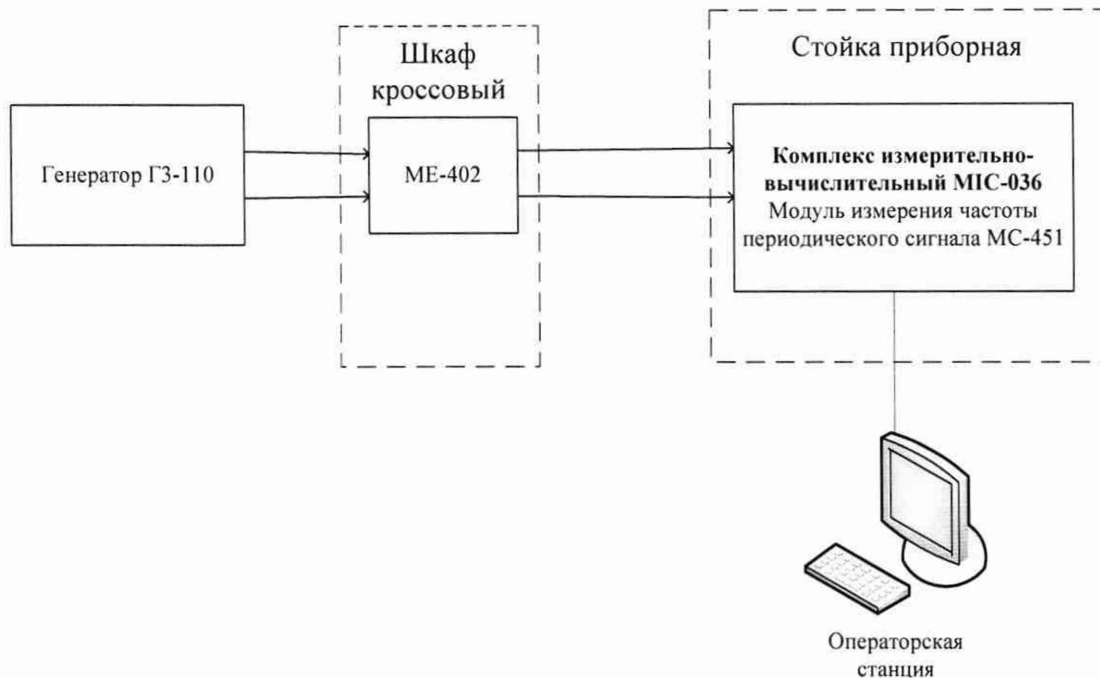 Шкаф
кроссовый
Стойка приборная
Генератор Г3-110
МЕ-402
Комплекс измерительно-
вычислительный MIC-036
Модуль измерения частоты
периодического сигнала МС-451
Операторская
станция